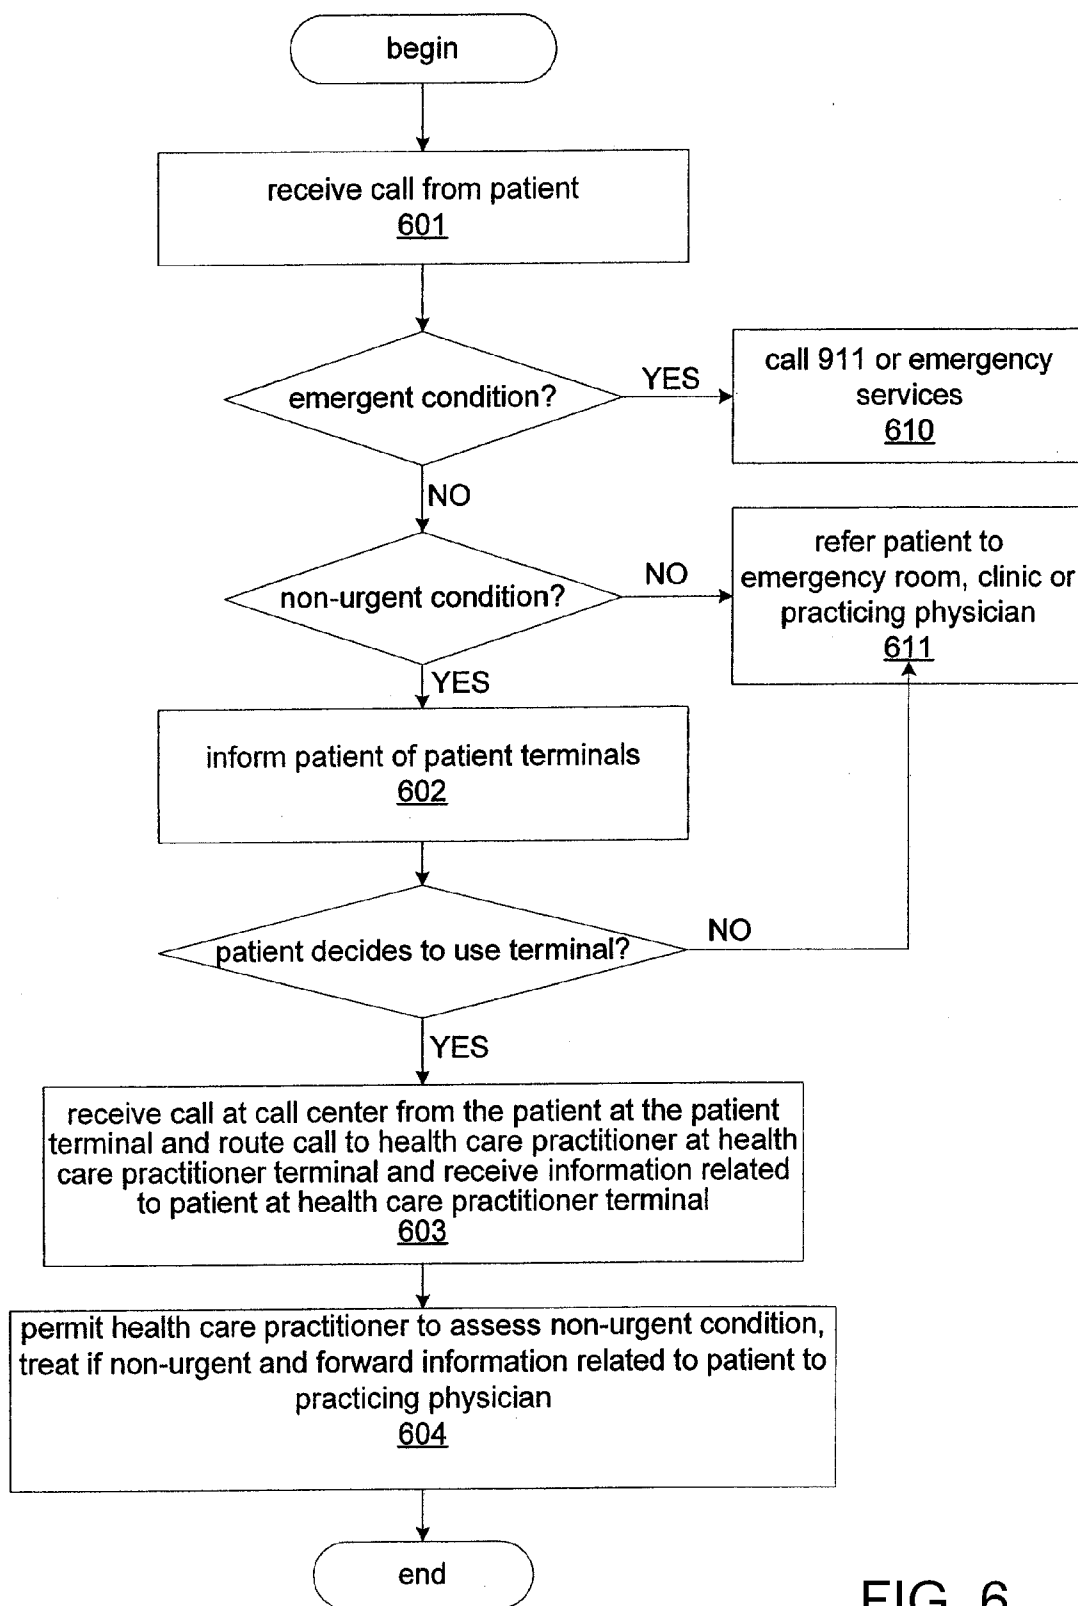 begin
receive call from patient
601
emergent condition?
YES
call 911 or emergency
services
610
NO
non-urgent condition?
NO
refer patient to
emergency room, clinic or
practicing physician
611
YES
inform patient of patient terminals
602
patient decides to use terminal?
NO
YES
receive call at call center from the patient at the patient
terminal and route call to health care practitioner at health
care practitioner terminal and receive information related
to patient at health care practitioner terminal
603
permit health care practitioner to assess non-urgent condition,
treat if non-urgent and forward information related to patient to
practicing physician
604
end
FIG. 6